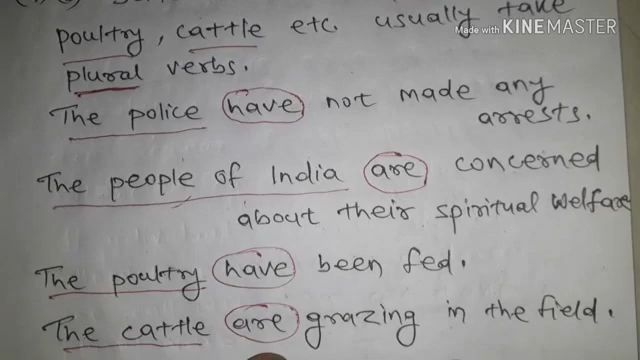 poultry, cattle etc. usually take
Made with KINEMASTER
plural verbs.
The police have not made any
arrests.
The people of India are concerned
about their spiritual welfare
The poultry have been fed.
The cattle are grazing in the field.